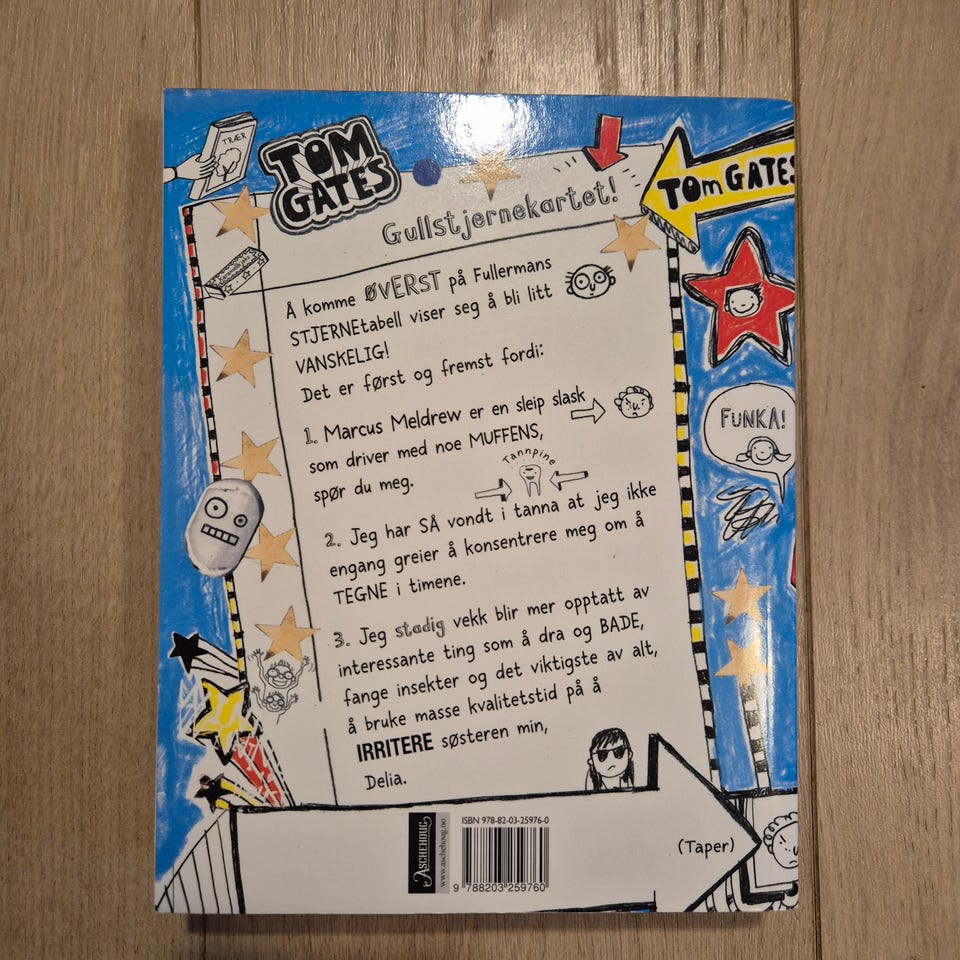 TRÆR
TOM
GATES
TOM GATES
Gullstjernekartet!
Å komme ØVERST på Fullermans
STJERNEtabell viser seg å bli litt
VANSKELIG!
Det er først og fremst fordi:
1. Marcus Meldrew er en sleip slask
som driver med noe MUFFENS,
spør du meg.
FUNKA!
Tannpine
2. Jeg har SÅ vondt i tanna at jeg ikke
engang greier å konsentrere meg om å
TEGNE i timene.
3. Jeg stadig vekk blir mer opptatt av
interessante ting som å dra og BADE,
fange insekter og det viktigste av alt,
å bruke masse kvalitetstid på å
IRRITERE søsteren min,
Delia.
ASCHEHOUG
www.aschehoug.no
ISBN 978-82-03-25976-0
9 788203 259760
(Taper)